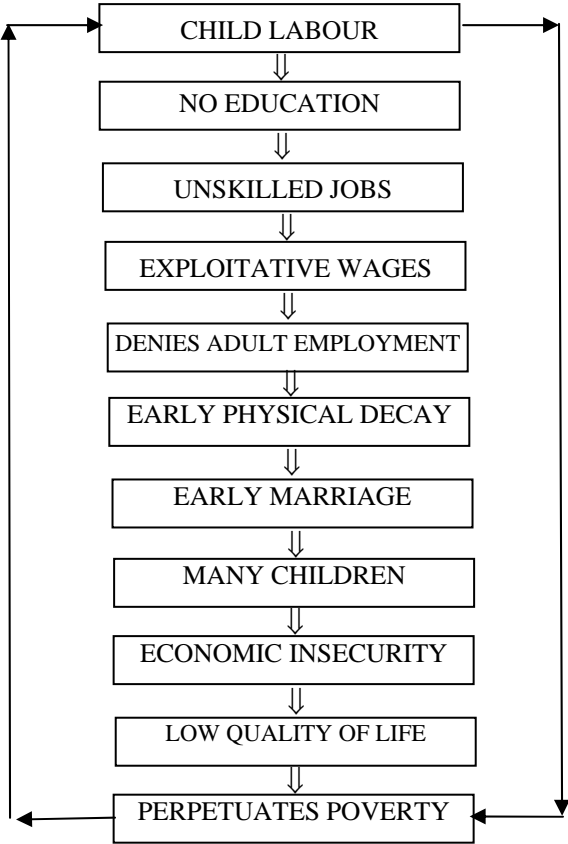 CHILD LABOUR
NO EDUCATION
UNSKILLED JOBS
EXPLOITATIVE WAGES
DENIES ADULT EMPLOYMENT
EARLY PHYSICAL DECAY
EARLY MARRIAGE
MANY CHILDREN
ECONOMIC INSECURITY
LOW QUALITY OF LIFE
PERPETUATES POVERTY